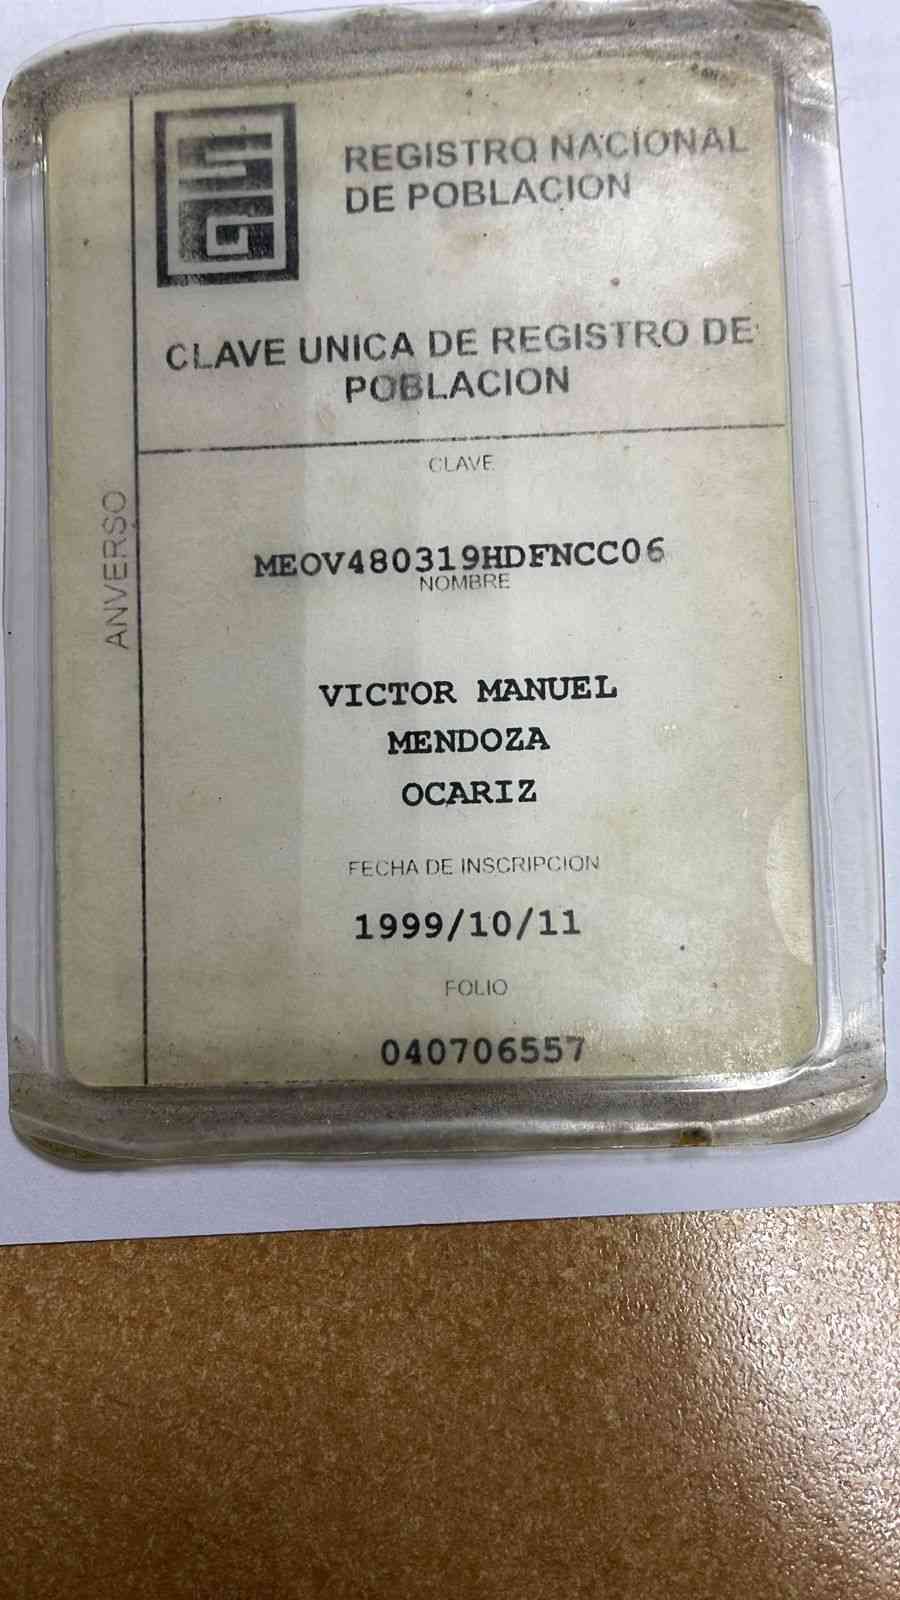 REGISTRO NACIONAL
DE POBLACION
CLAVE UNICA DE REGISTRO DE
POBLACION
ANVERSO
CLAVE
MEOV480319HDFNCC06
NOMBRE
VICTOR MANUEL
MENDOZA
OCARIZ
FECHA DE INSCRIPCION
1999/10/11
FOLIO
040706557